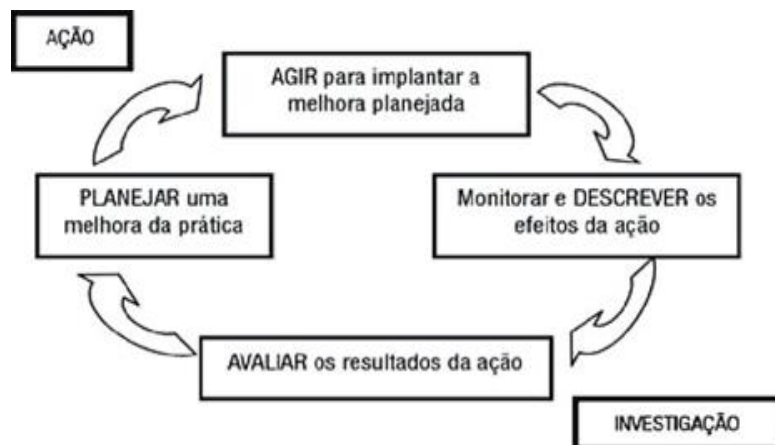 AÇÃO
AGIR para implantar a
melhora planejada
PLANEJAR uma
melhora da prática
Monitorar e DESCREVER os
efeitos da ação
AVALIAR os resultados da ação
INVESTIGAÇÃO